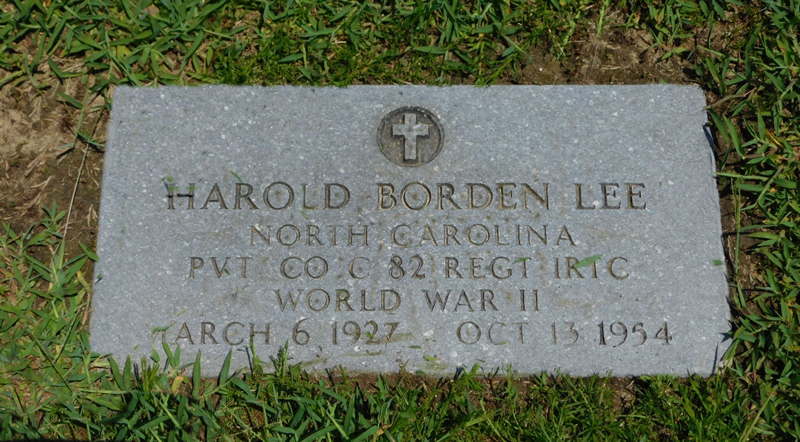 HAROLD BORDEN LEE
NORTH CAROLINA
PVT CO C 82 REGT IRTC
WORLD WAR II
ARCH 6 1927 OCT 13 1954